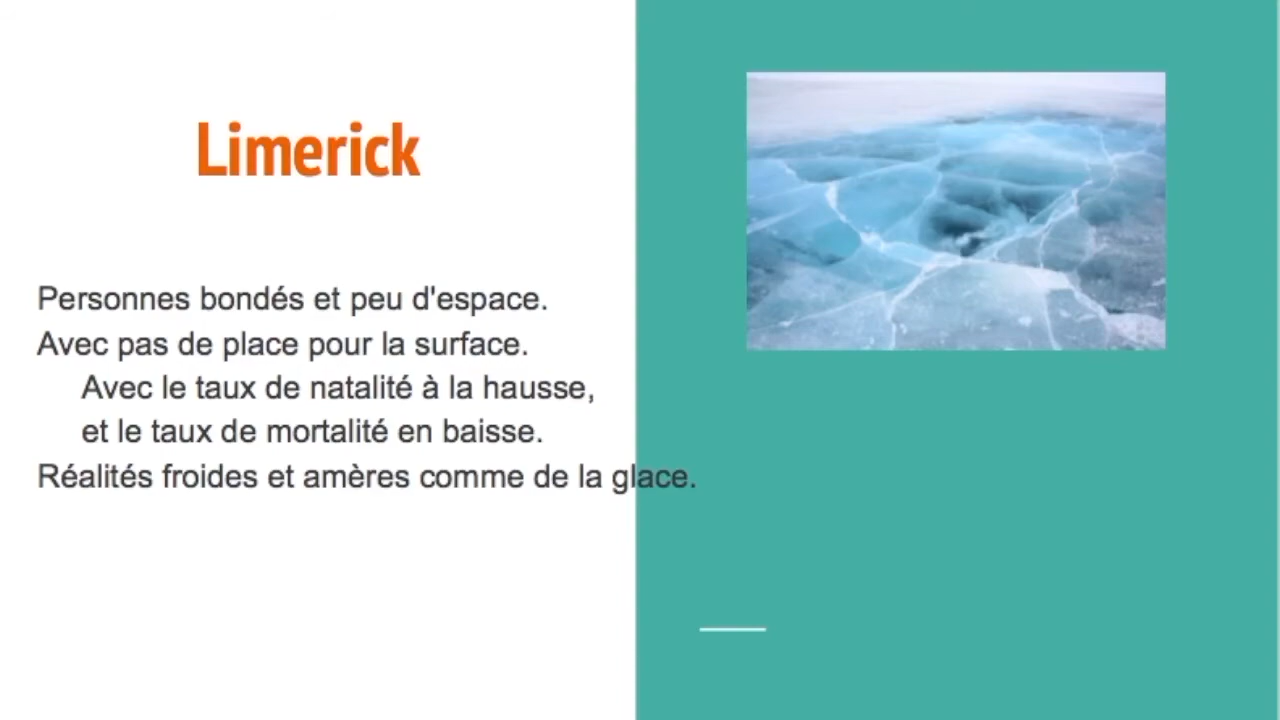 Limerick
Personnes bondés et peu d'espace.
Avec pas de place pour la surface.
Avec le taux de natalité à la hausse,
et le taux de mortalité en baisse.
Réalités froides et amères comme de la glace.